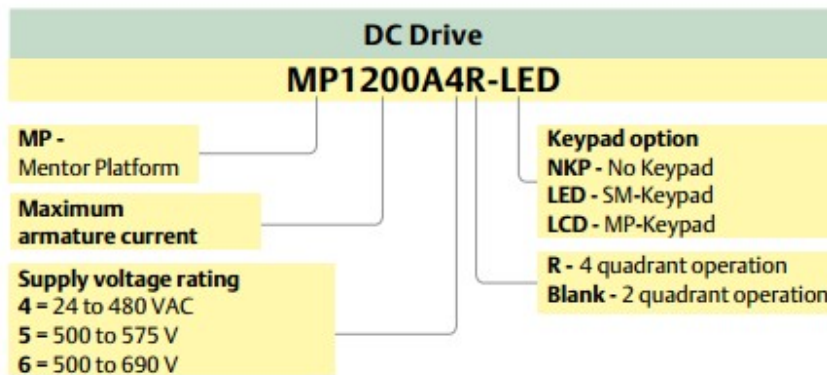 DC Drive
MP1200A4R-LED
MP -
Mentor Platform
Maximum
armature current
Supply voltage rating
4 = 24 to 480 VAC
5 = 500 to 575 V
6 = 500 to 690 V
Keypad option
NKP - No Keypad
LED - SM-Keypad
LCD - MP-Keypad
R - 4 quadrant operation
Blank - 2 quadrant operation